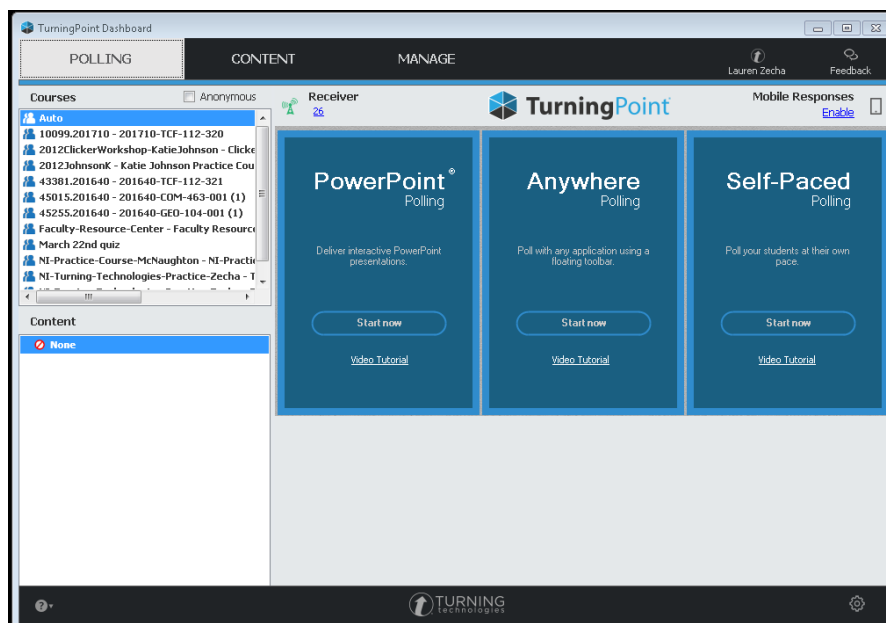 TurningPoint Dashboard
POLLING CONTENT MANAGE
Lauren Zecha Feedback
Courses Anonymous
Receiver
26
TurningPoint
Mobile Responses
Enable
Auto
10099.201710 - 201710-TCF-112-320
2012ClickerWorkshop-KatieJohnson - Clicke
2012JohnsonK - Katie Johnson Practice Cou
43381.201640 - 201640-TCF-112-321
45015.201640 - 201640-COM-463-001 (1)
45255.201640 - 201640-GEO-104-001 (1)
Faculty-Resource-Center - Faculty Resourc
March 22nd quiz
NI-Practice-Course-McNaughton - NI-Practi
NI-Turning-Technologies-Practice-Zecha - T
Content
None
PowerPoint®
Polling
Deliver interactive PowerPoint
presentations.
Start now
Video Tutorial
Anywhere
Polling
Poll with any application using a
floating toolbar.
Start now
Video Tutorial
Self-Paced
Polling
Poll your students at their own
pace.
Start now
Video Tutorial
TURNING
technologies